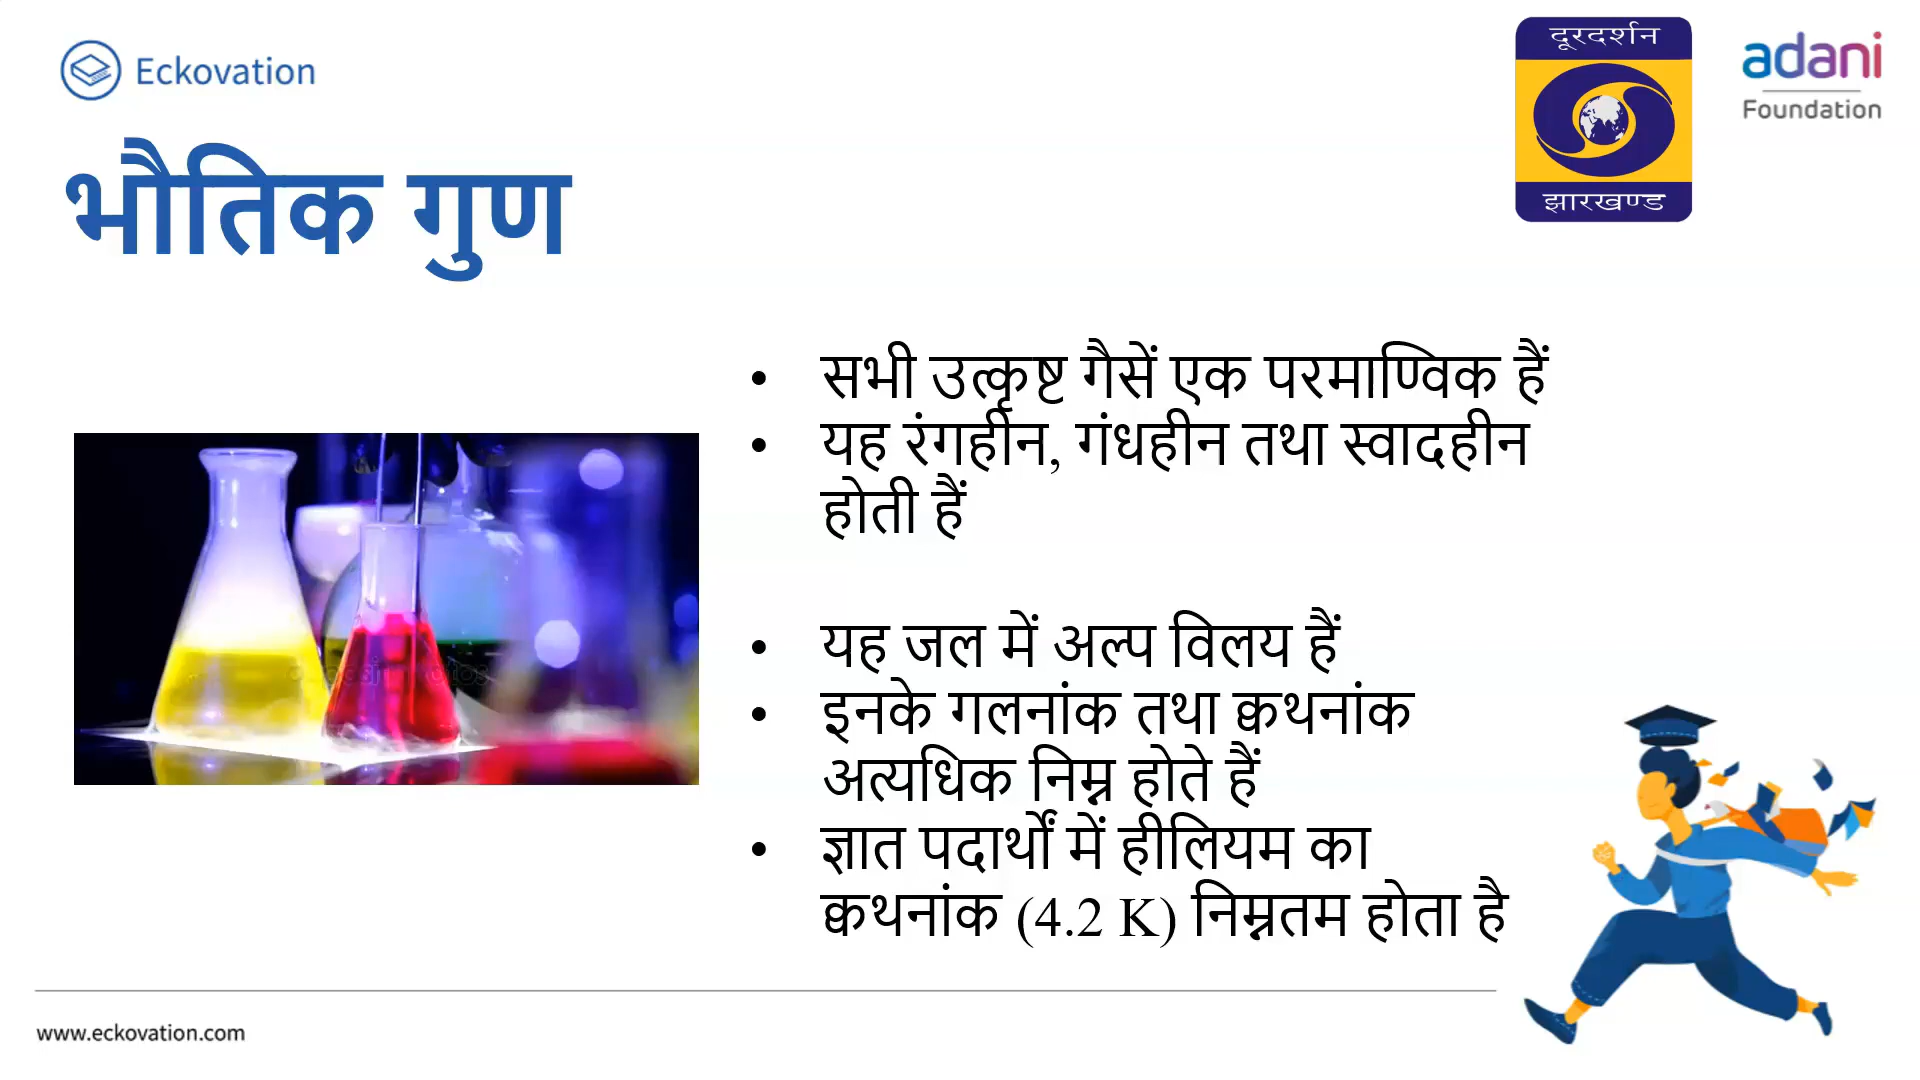 Eckovation
दूरदर्शन
झारखण्ड
adani
Foundation
भौतिक गुण
• सभी उत्कृष्ट गैसें एक परमाण्विक हैं
• यह रंगहीन, गंधहीन तथा स्वादहीन
होती हैं
• यह जल में अल्प विलय हैं
• इनके गलनांक तथा क्वथनांक
अत्यधिक निम्न होते हैं
• ज्ञात पदार्थों में हीलियम का
क्वथनांक (4.2 K) निम्नतम होता है
www.eckovation.com